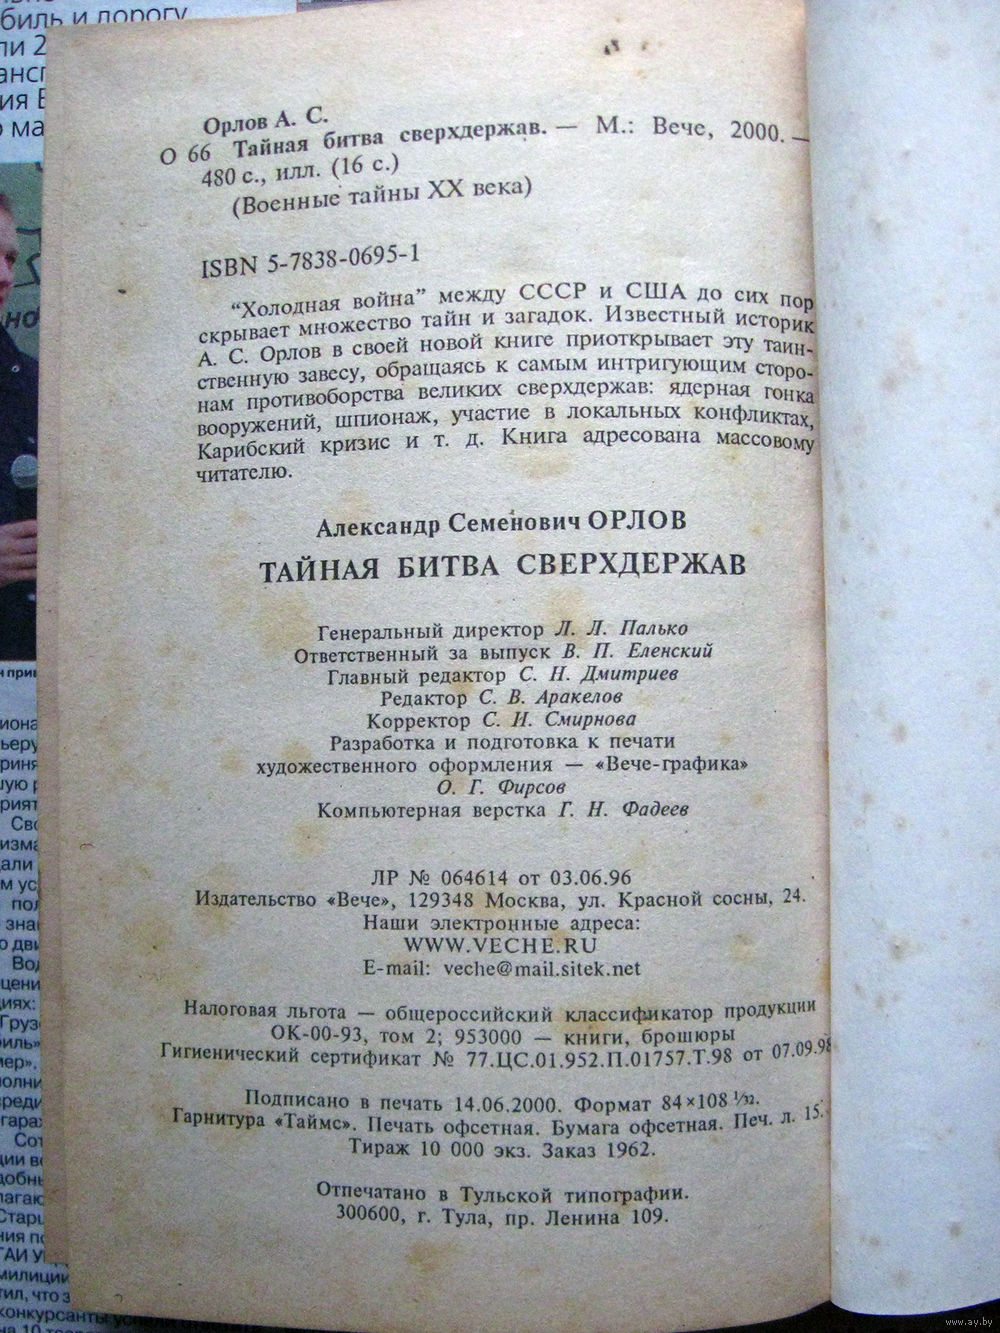 Орлов А. С.
О 66 Тайная битва сверхдержав. — М.: Вече, 2000. —
480 с., илл. (16 с.)
(Военные тайны XX века)
ISBN 5-7838-0695-1
“Холодная война” между СССР и США до сих пор
скрывает множество тайн и загадок. Известный историк
А. С. Орлов в своей новой книге приоткрывает эту таин-
ственную завесу, обращаясь к самым интригующим сторо-
нам противоборства великих сверхдержав: ядерная гонка
вооружений, шпионаж, участие в локальных конфликтах,
Карибский кризис и т. д. Книга адресована массовому
читателю.
Александр Семенович ОРЛОВ
ТАЙНАЯ БИТВА СВЕРХДЕРЖАВ
Генеральный директор Л. Л. Палько
Ответственный за выпуск В. П. Еленский
Главный редактор С. Н. Дмитриев
Редактор С. В. Аракелов
Корректор С. И. Смирнова
Разработка и подготовка к печати
художественного оформления — «Вече-графика»
О. Г. Фирсов
Компьютерная верстка Г. Н. Фадеев
ЛР № 064614 от 03.06.96
Издательство «Вече», 129348 Москва, ул. Красной сосны, 24.
Наши электронные адреса:
WWW.VECHE.RU
E-mail: veche@mail.sitek.net
Налоговая льгота — общероссийский классификатор продукции
ОК-00-93, том 2; 953000 — книги, брошюры
Гигиенический сертификат № 77.ЦС.01.952.П.01757.Т.98 от 07.09.98
Подписано в печать 14.06.2000. Формат 84×108 1/32.
Гарнитура «Таймс». Печать офсетная. Бумага офсетная. Печ. л. 15.
Тираж 10 000 экз. Заказ 1962.
Отпечатано в Тульской типографии.
300600, г. Тула, пр. Ленина 109.
www.ay.by